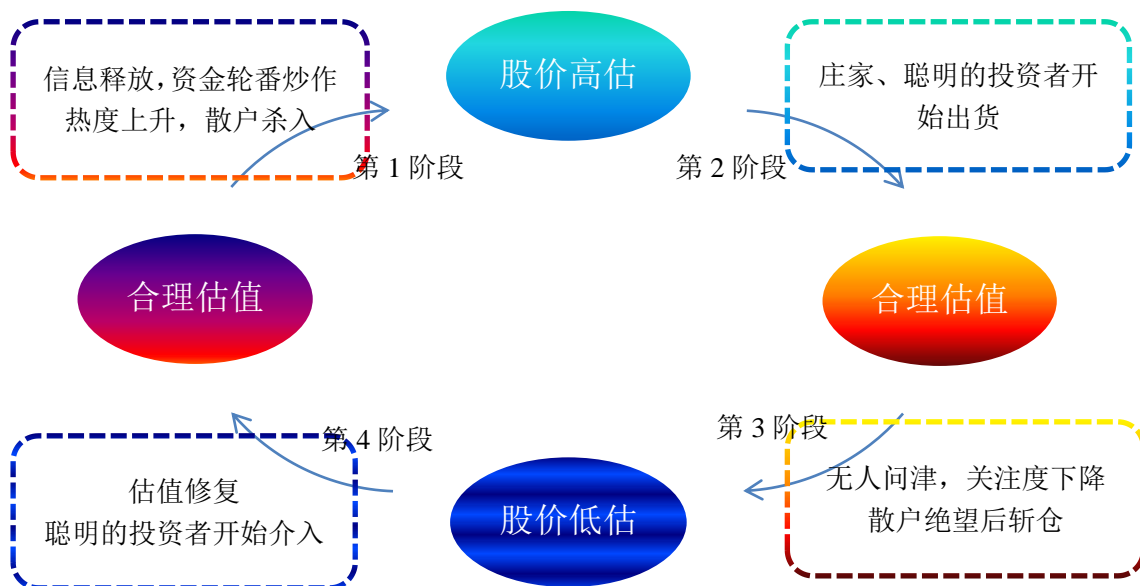 信息释放，资金轮番炒作
热度上升，散户杀入
股价高估
庄家、聪明的投资者开
始出货
第 1 阶段
第 2 阶段
合理估值
合理估值
第 4 阶段
第 3 阶段
估值修复
聪明的投资者开始介入
股价低估
无人问津，关注度下降
散户绝望后斩仓